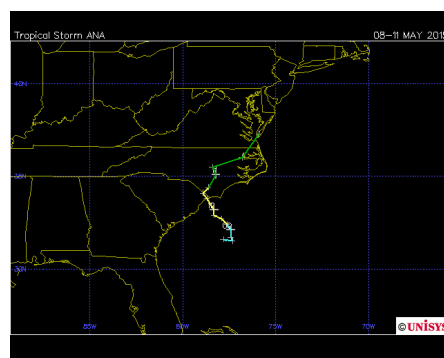 Tropical Storm ANA 08-11 MAY 2015
40N
35N
30N
85W 80W 75W 70W
© UNISYS